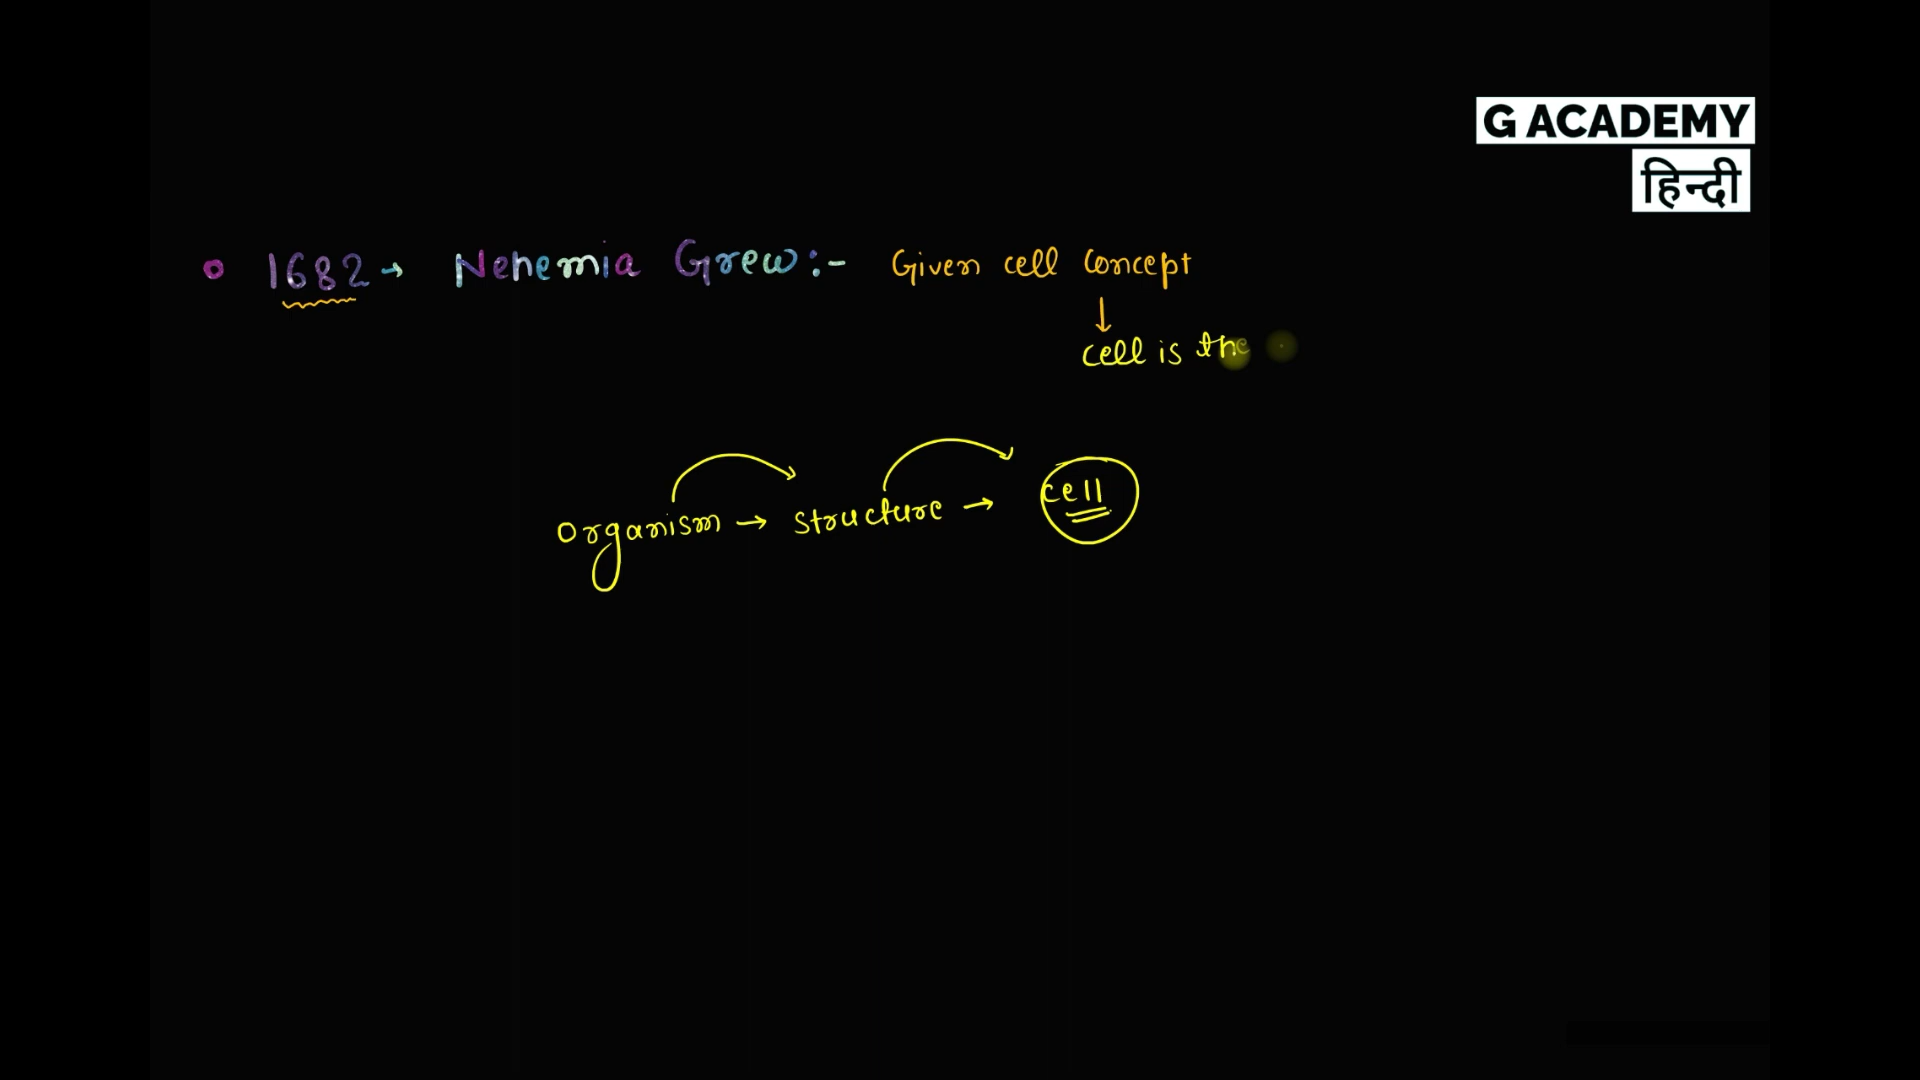 G ACADEMY
हिन्दी
1682 → Nehemia Grew :- Given cell concept
↓
cell is the
organism → structure → cell